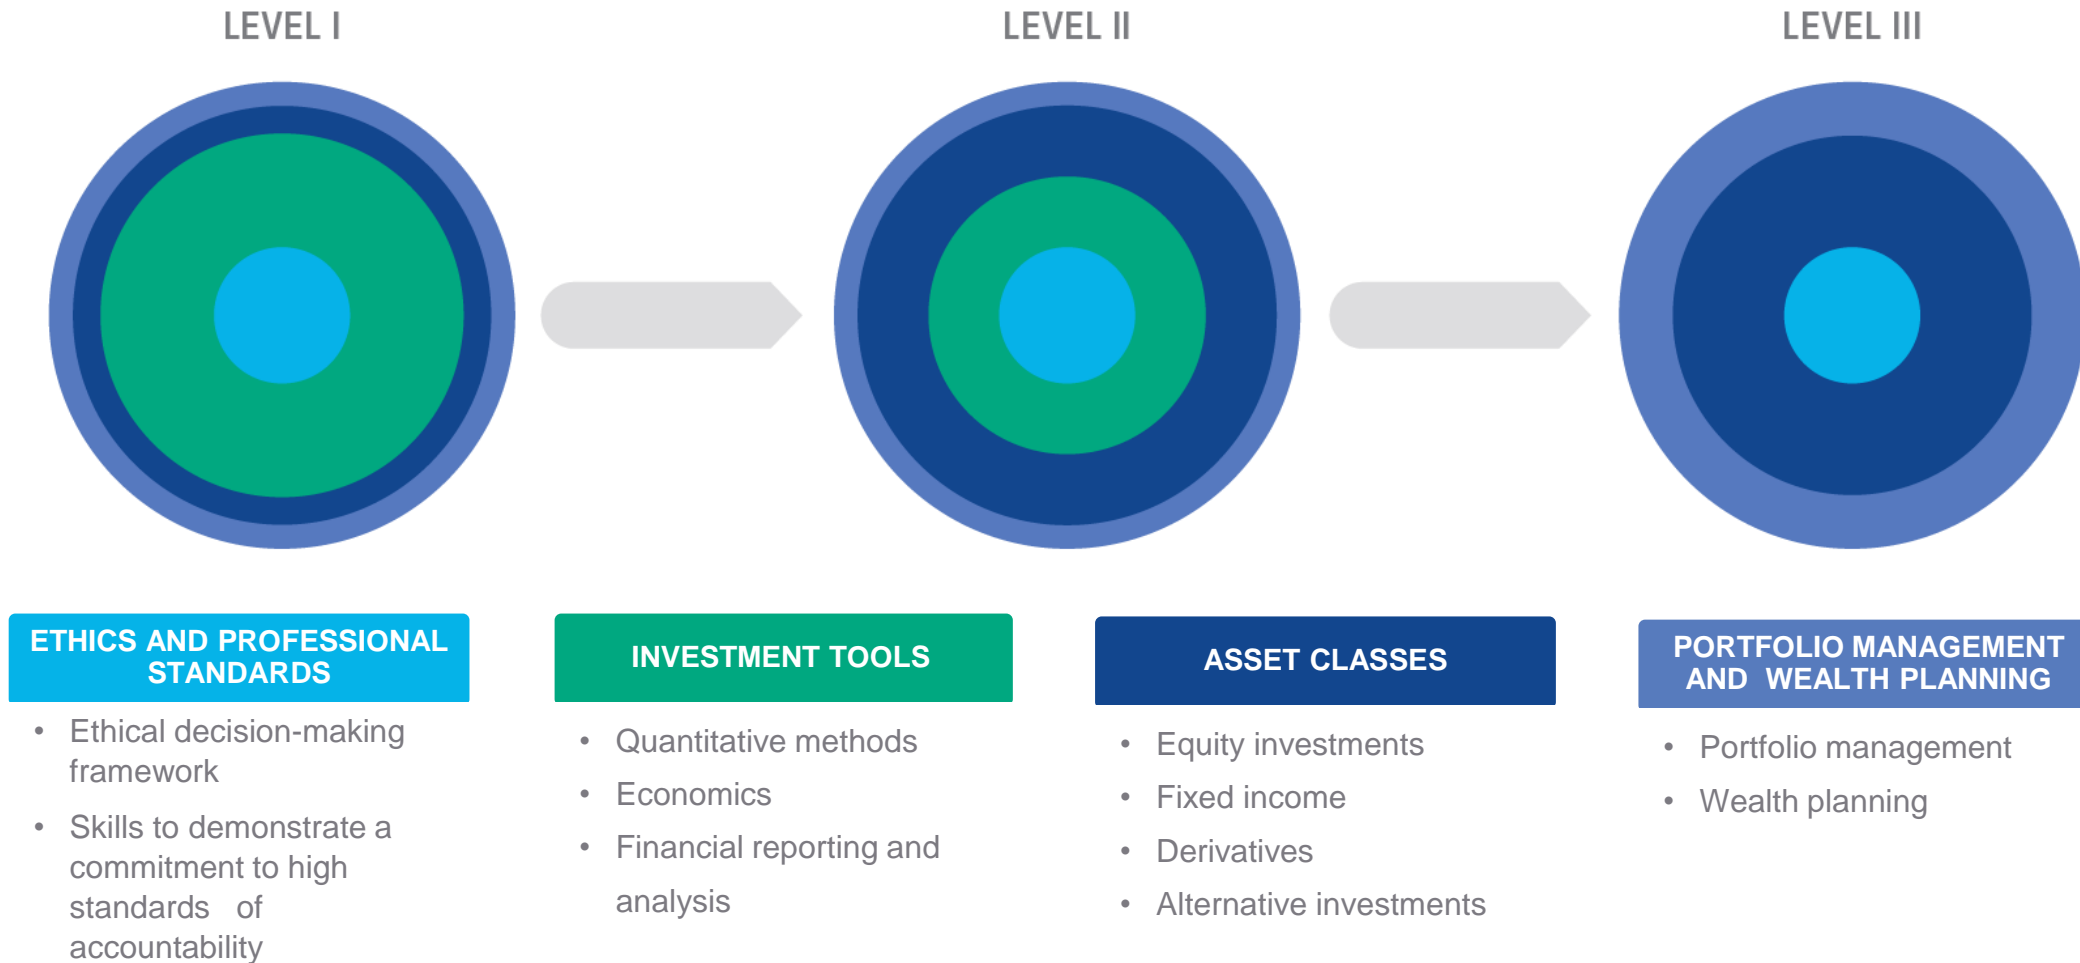 LEVEL I
LEVEL II
LEVEL III
ETHICS AND PROFESSIONAL
STANDARDS
• Ethical decision-making
framework
• Skills to demonstrate a
commitment to high
standards of
accountability
INVESTMENT TOOLS
• Quantitative methods
• Economics
• Financial reporting and
analysis
ASSET CLASSES
• Equity investments
• Fixed income
• Derivatives
• Alternative investments
PORTFOLIO MANAGEMENT
AND WEALTH PLANNING
• Portfolio management
• Wealth planning